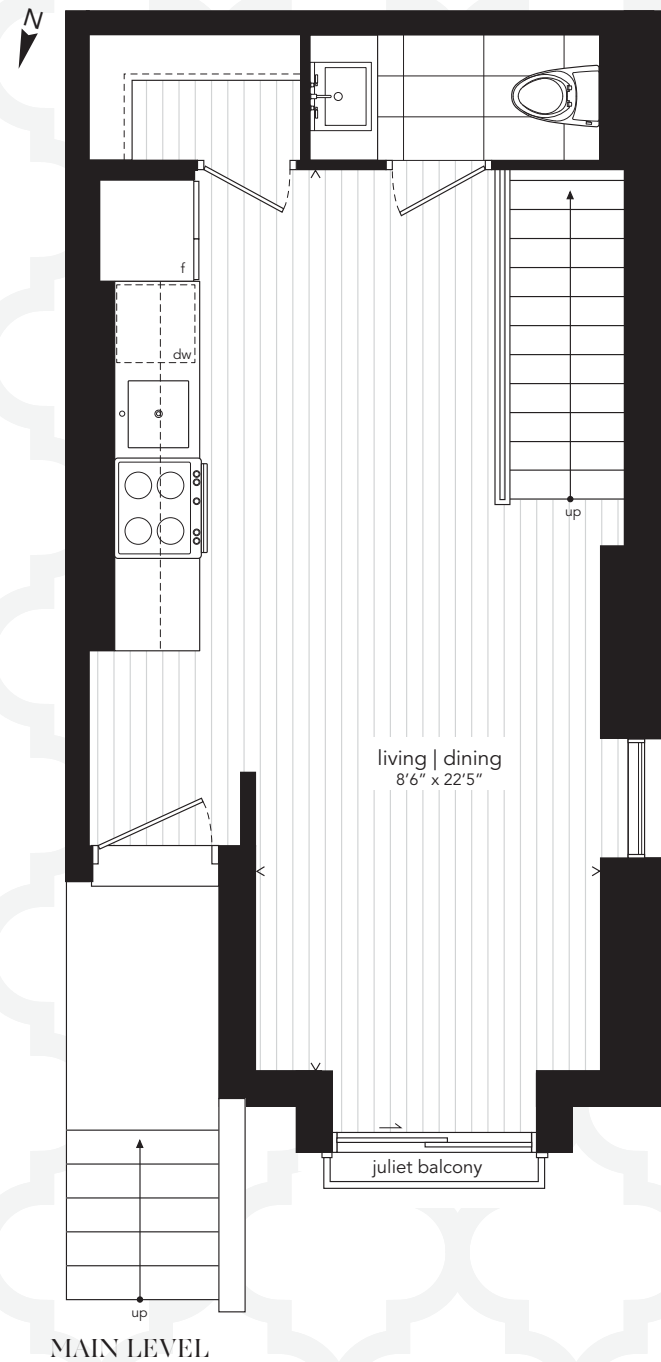 N
f
dw
up
living | dining
8'6" x 22'5"
juliet balcony
up
MAIN LEVEL